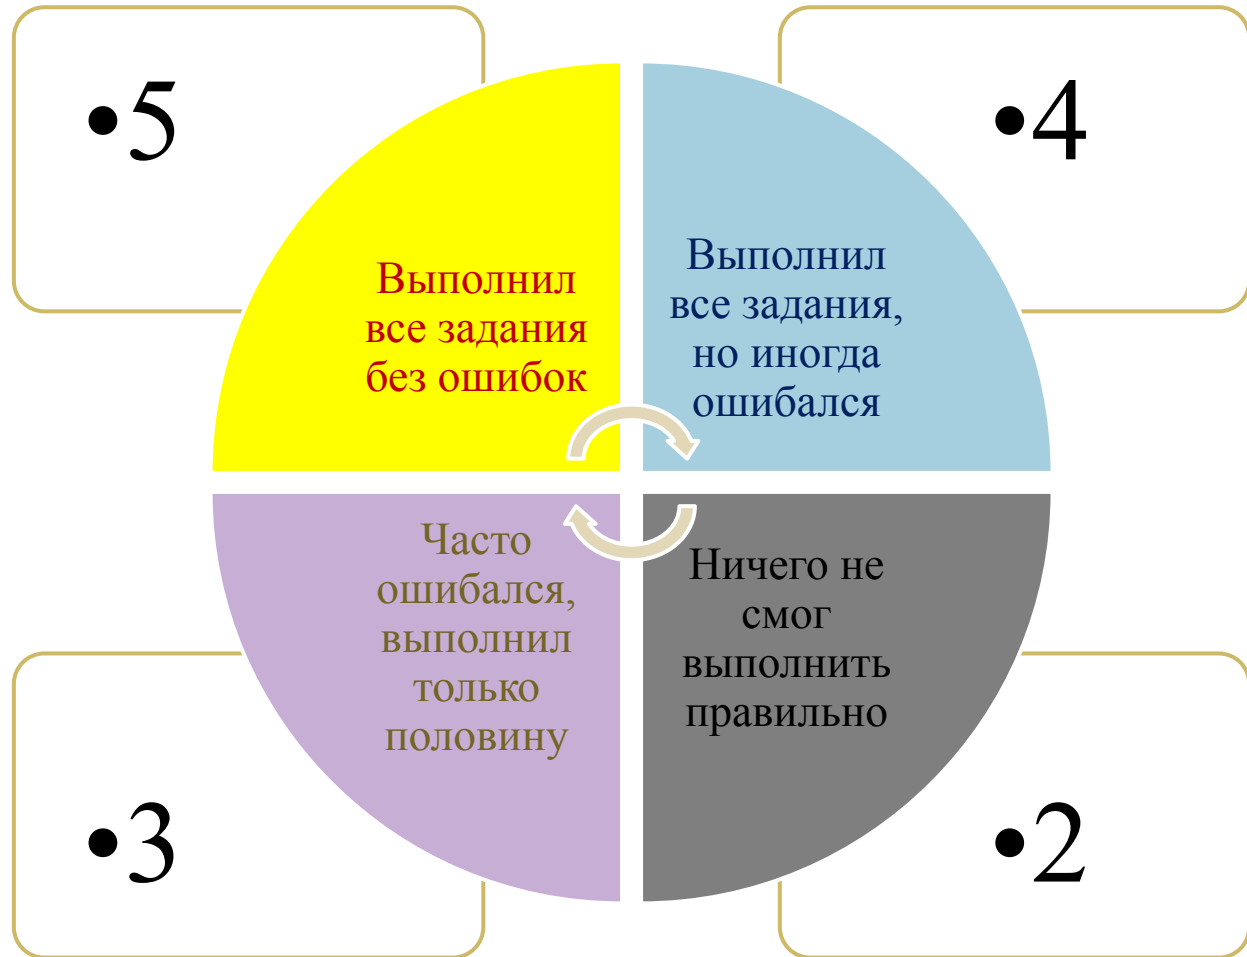 •5
Выполнил
все задания
без ошибок
•4
Выполнил
все задания,
но иногда
ошибался
•3
Часто
ошибался,
выполнил
только
половину
•2
Ничего не
смог
выполнить
правильно